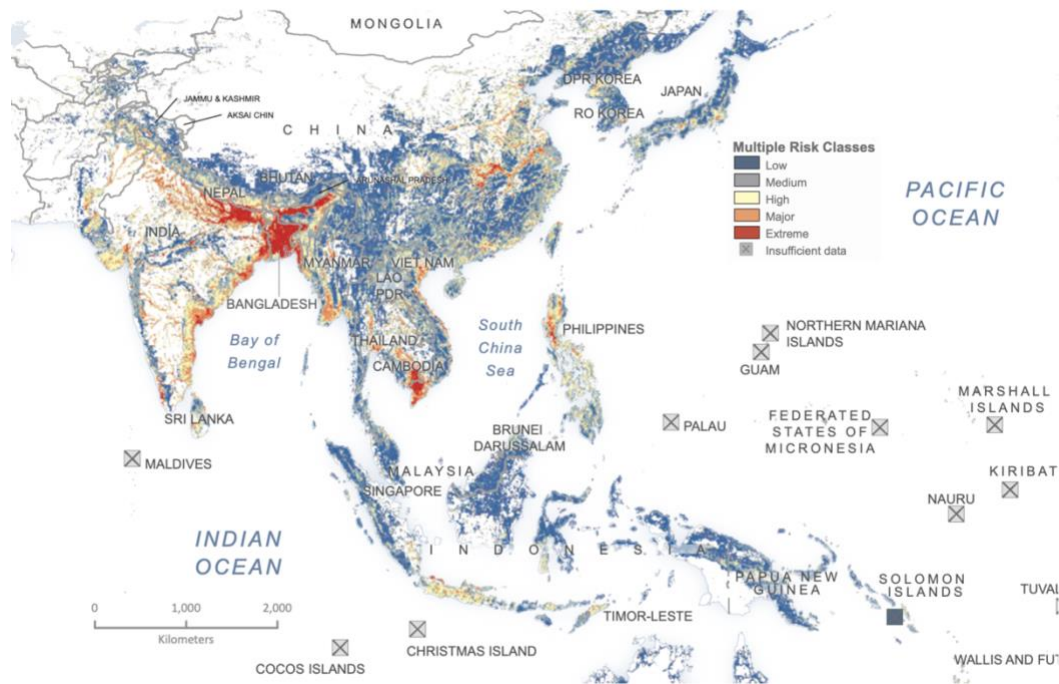 MONGOLIA
DPR KOREA
JAPAN
RO KOREA
JAMMU & KASHMIR
AKSAI CHIN
CHINA
Multiple Risk Classes
Low
Medium
High
Major
Extreme
Insufficient data
PACIFIC
OCEAN
BHUTAN
NEPAL
INDIA
MYANMAR
VIET NAM
LAO
PDR
BANGLADESH
Bay of
Bengal
South
China
Sea
PHILIPPINES
THAILAND
CAMBODIA
NORTHERN MARIANA
ISLANDS
GUAM
MARSHALL
ISLANDS
SRI LANKA
PALAU
FEDERATED
STATES OF
MICRONESIA
BRUNEI
DARUSSALAM
MALDIVES
MALAYSIA
SINGAPORE
KIRIBAT
NAURU
INDIAN
OCEAN
INDONESIA
PAPUA NEW
GUINEA
SOLOMON
ISLANDS
TUVAL
0 1,000 2,000
Kilometers
TIMOR-LESTE
CHRISTMAS ISLAND
COCOS ISLANDS
WALLIS AND FUT